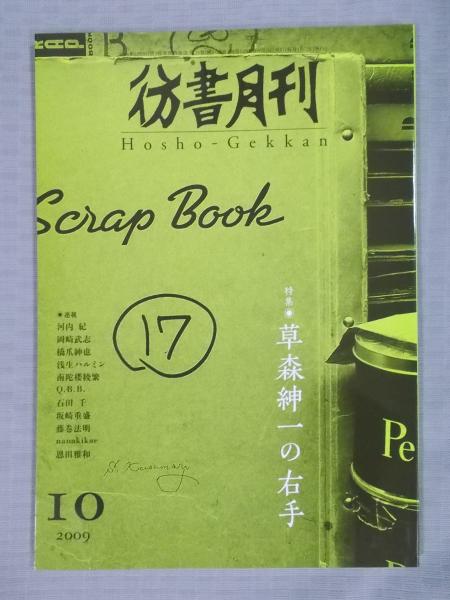 彷書月刊
Hosho-Gekkan
Scrap Book
17
特集◉
草森紳一の右手
◉連載
河内 紀
岡崎武志
橋爪紳也
浅生ハルミン
南陀楼綾繁
Q.B.B.
石田 千
坂崎重盛
藤巻法明
nanakikae
恩田雅和
10
2009
Pe
BOOK